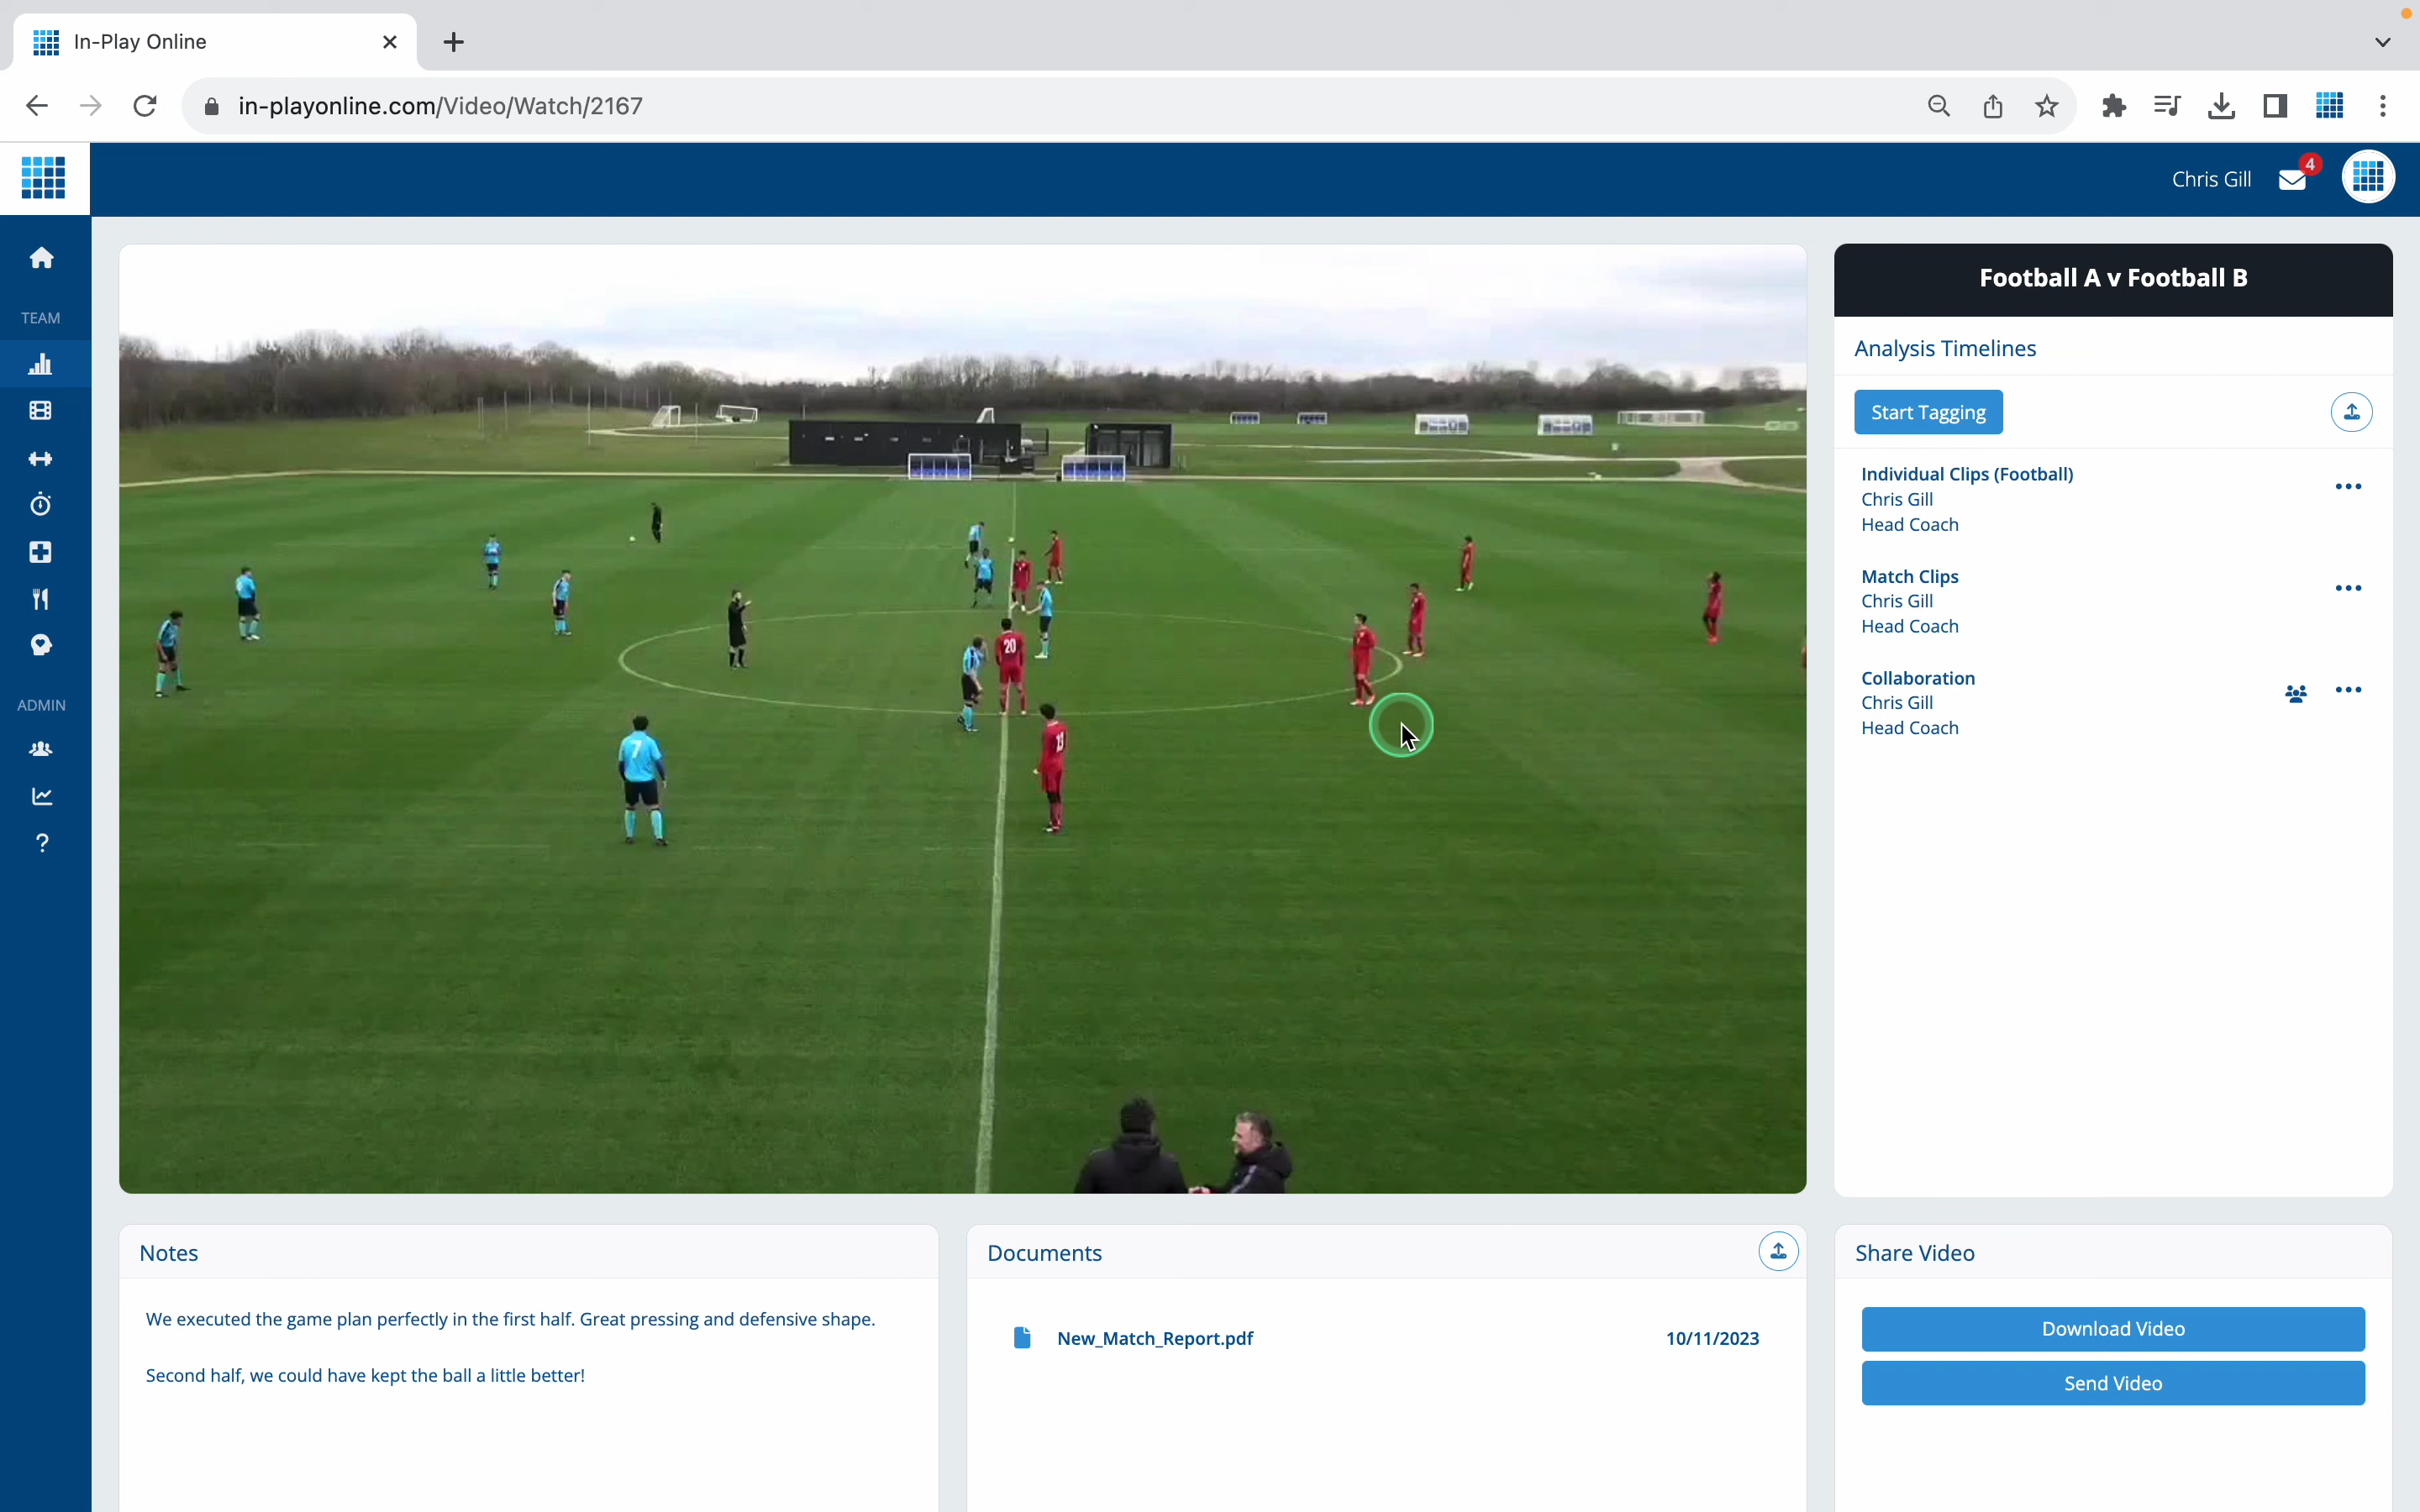 In-Play Online
in-playonline.com/Video/Watch/2167
Chris Gill
4
TEAM
ADMIN
20
7
13
Football A v Football B
Analysis Timelines
Start Tagging
Individual Clips (Football)
Chris Gill
Head Coach
Match Clips
Chris Gill
Head Coach
Collaboration
Chris Gill
Head Coach
Notes
We executed the game plan perfectly in the first half. Great pressing and defensive shape.
Second half, we could have kept the ball a little better!
Documents
New_Match_Report.pdf
10/11/2023
Share Video
Download Video
Send Video